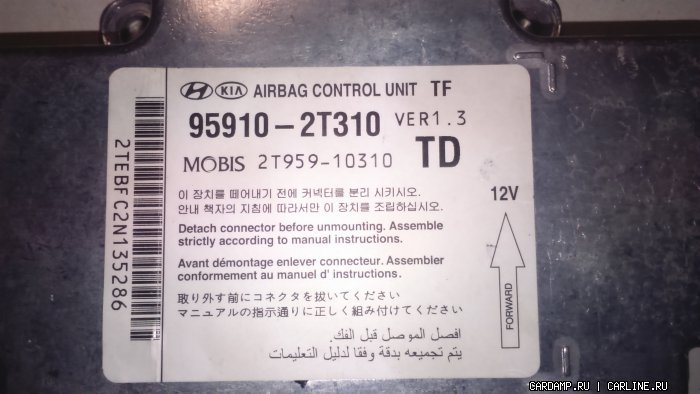 HYUNDAI KIA AIRBAG CONTROL UNIT TF
95910-2T310 VER1.3
MOBIS 2T959-10310 TD
이 장치를 떼어내기 전에 커넥터를 분리 시키시오.
안내 책자의 지침에 따라서만 이 장치를 조립하십시오.
Detach connector before unmounting. Assemble
strictly according to manual instructions.
Avant démontage enlever connecteur. Assembler
conformement au manuel d' instructions.
取り外す前にコネクタを抜いてください
マニュアルの指示通りに正しく組み付けてください
افصل الموصل قبل الفك.
يتم تجميعه بدقة وفقا لدليل التعليمات
12V
FORWARD
2TEBFC2N135286
CARDAMP.RU | CARLINE.RU